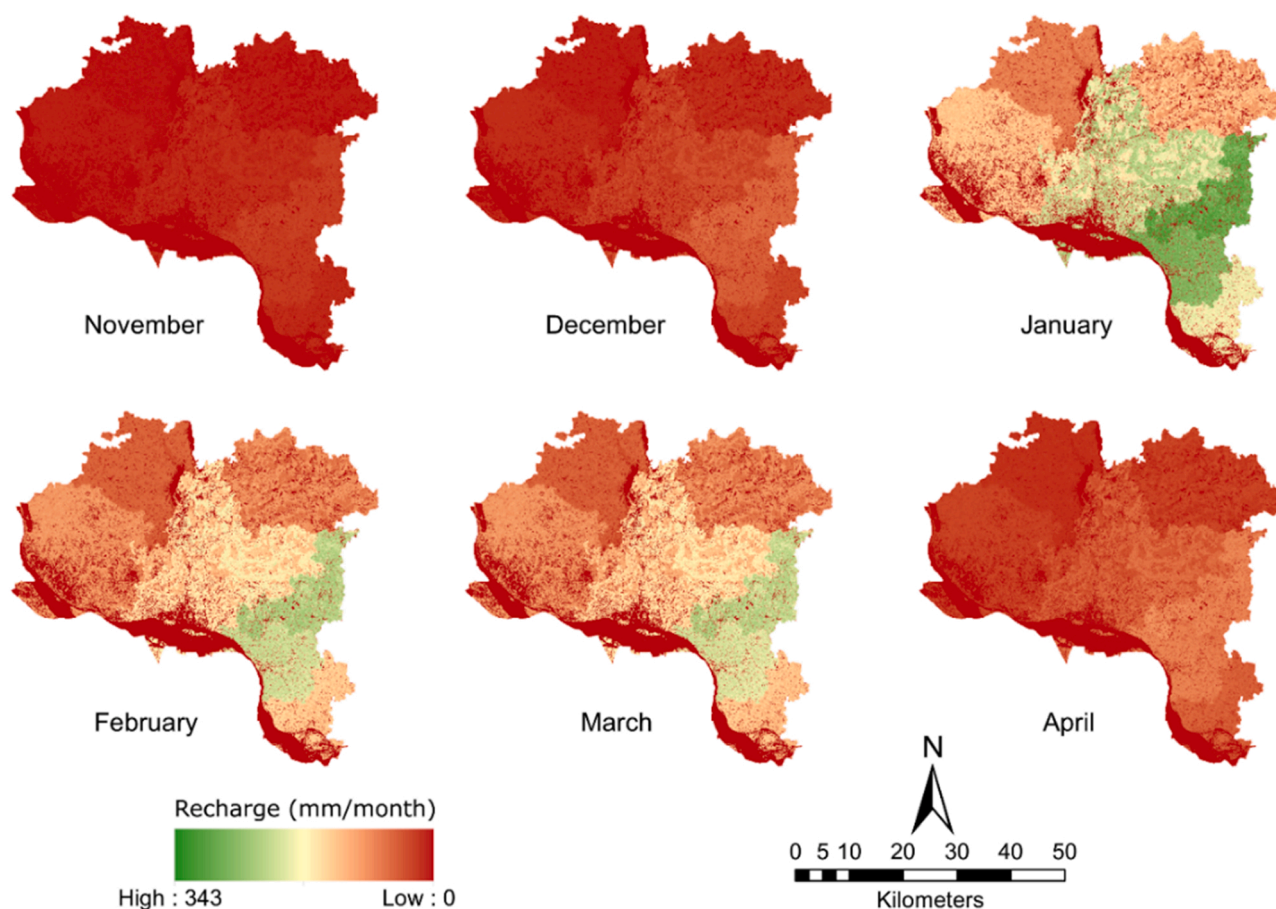 November
December
January
February
March
April
Recharge (mm/month)
High : 343
Low : 0
N
0 5 10 20 30 40 50
Kilometers